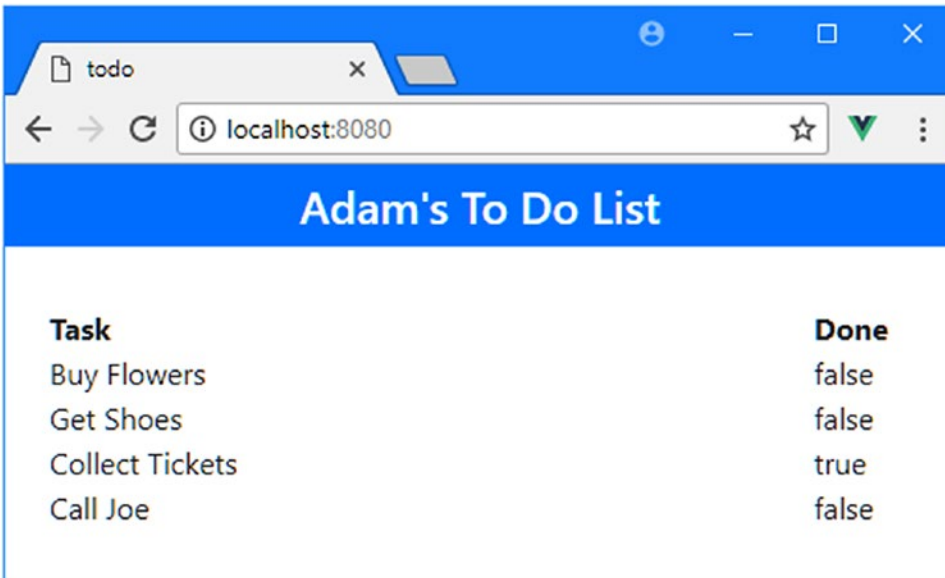 todo
localhost:8080
Adam's To Do List
Task Done
Buy Flowers false
Get Shoes false
Collect Tickets true
Call Joe false